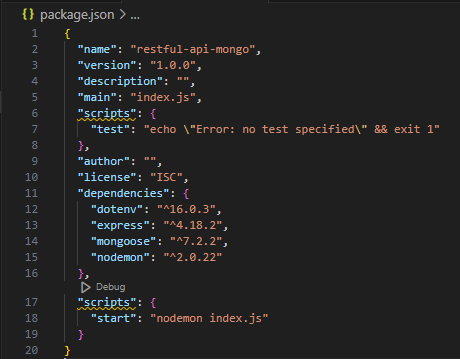 package.json > ...
1 {
2 "name": "restful-api-mongo",
3 "version": "1.0.0",
4 "description": "",
5 "main": "index.js",
6 "scripts": {
7 "test": "echo \"Error: no test specified\" && exit 1"
8 },
9 "author": "",
10 "license": "ISC",
11 "dependencies": {
12 "dotenv": "^16.0.3",
13 "express": "^4.18.2",
14 "mongoose": "^7.2.2",
15 "nodemon": "^2.0.22"
16 },
Debug
17 "scripts": {
18 "start": "nodemon index.js"
19 }
20 }